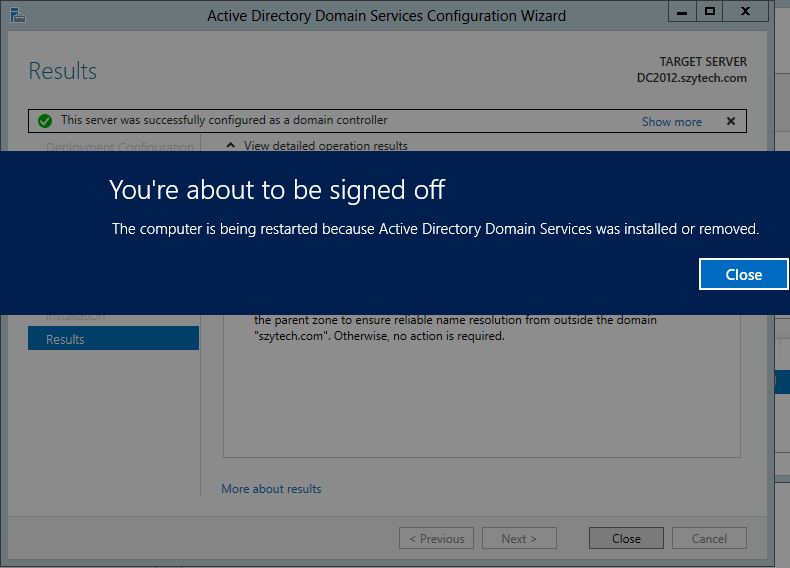 Active Directory Domain Services Configuration Wizard
Results
TARGET SERVER
DC2012.szytech.com
This server was successfully configured as a domain controller
Show more
Deployment Configuration
View detailed operation results
You're about to be signed off
The computer is being restarted because Active Directory Domain Services was installed or removed.
Close
Installation
the parent zone to ensure reliable name resolution from outside the domain
Results
"szytech.com". Otherwise, no action is required.
More about results
< Previous
Next >
Close
Cancel